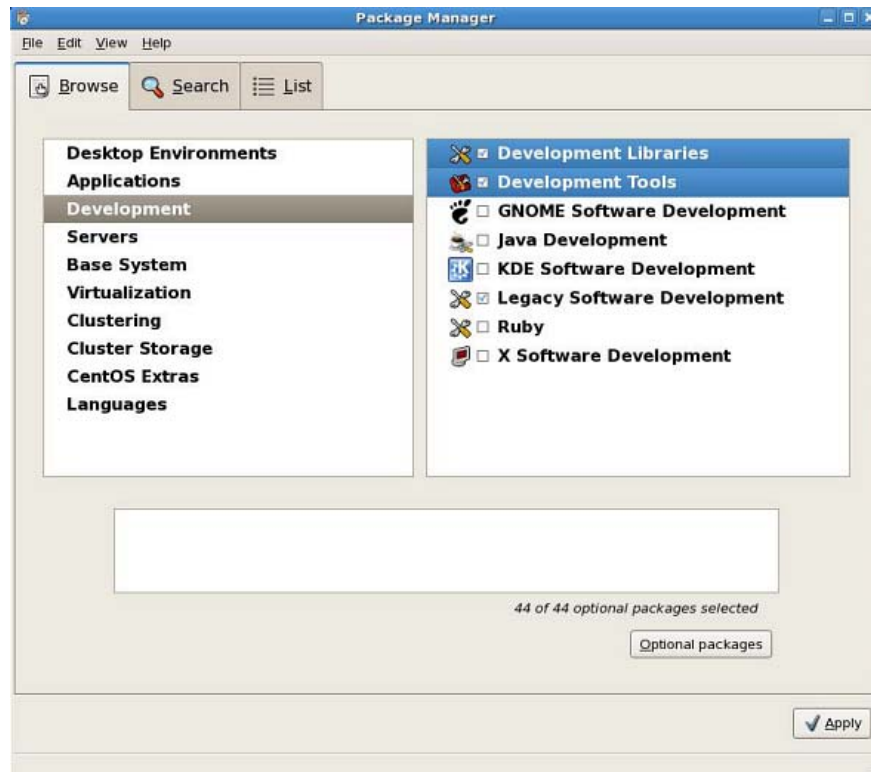 Package Manager
File Edit View Help
Browse Search List
Desktop Environments
Applications
Development
Servers
Base System
Virtualization
Clustering
Cluster Storage
CentOS Extras
Languages
Development Libraries
Development Tools
GNOME Software Development
Java Development
KDE Software Development
Legacy Software Development
Ruby
X Software Development
44 of 44 optional packages selected
Optional packages
Apply